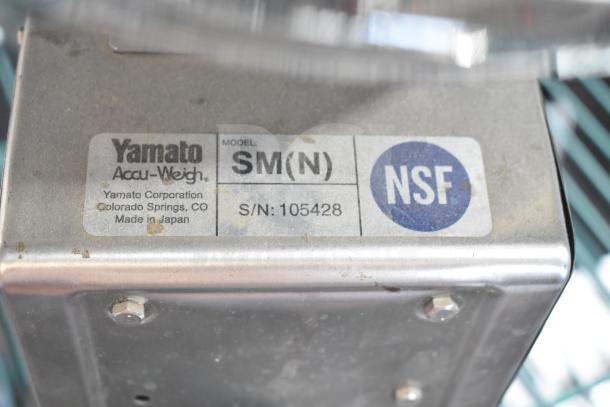 Yamato
Accu-Weigh®
Yamato Corporation
Colorado Springs, CO
Made in Japan
MODEL:
SM(N)
S/N: 105428
NSF